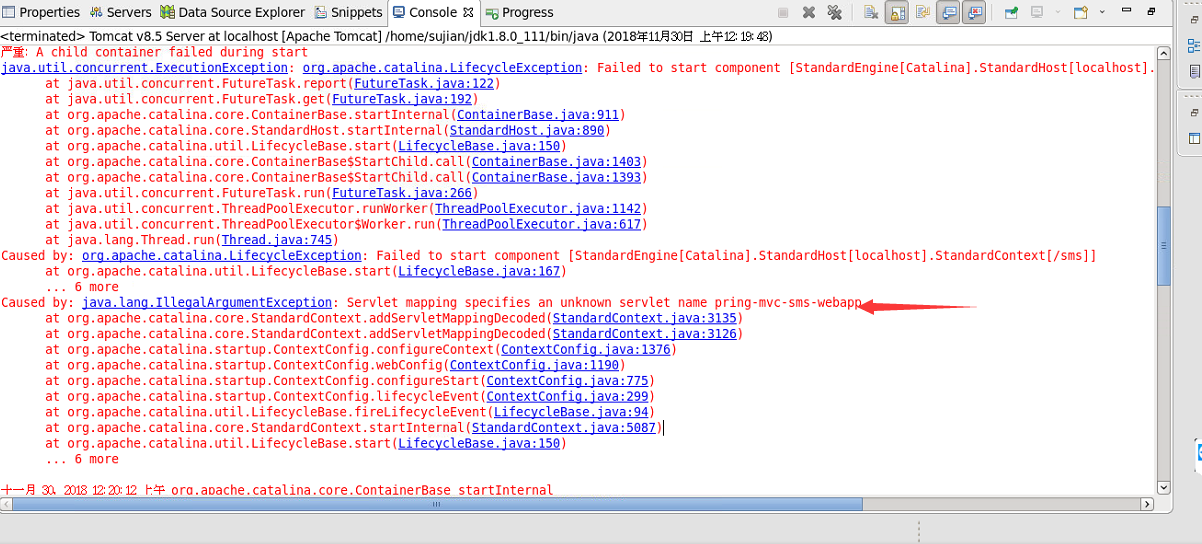 Properties Servers Data Source Explorer Snippets Console Progress
<terminated> Tomcat v8.5 Server at localhost [Apache Tomcat] /home/sujian/jdk1.8.0_111/bin/java (2018年11月30日 上午12:19:43)
严重: A child container failed during start
java.util.concurrent.ExecutionException: org.apache.catalina.LifecycleException: Failed to start component [StandardEngine[Catalina].StandardHost[localhost].
at java.util.concurrent.FutureTask.report(FutureTask.java:122)
at java.util.concurrent.FutureTask.get(FutureTask.java:192)
at org.apache.catalina.core.ContainerBase.startInternal(ContainerBase.java:911)
at org.apache.catalina.core.StandardHost.startInternal(StandardHost.java:890)
at org.apache.catalina.util.LifecycleBase.start(LifecycleBase.java:150)
at org.apache.catalina.core.ContainerBase$StartChild.call(ContainerBase.java:1403)
at org.apache.catalina.core.ContainerBase$StartChild.call(ContainerBase.java:1393)
at java.util.concurrent.FutureTask.run(FutureTask.java:266)
at java.util.concurrent.ThreadPoolExecutor.runWorker(ThreadPoolExecutor.java:1142)
at java.util.concurrent.ThreadPoolExecutor$Worker.run(ThreadPoolExecutor.java:617)
at java.lang.Thread.run(Thread.java:745)
Caused by: org.apache.catalina.LifecycleException: Failed to start component [StandardEngine[Catalina].StandardHost[localhost].StandardContext[/sms]]
at org.apache.catalina.util.LifecycleBase.start(LifecycleBase.java:167)
... 6 more
Caused by: java.lang.IllegalArgumentException: Servlet mapping specifies an unknown servlet name pring-mvc-sms-webapp
at org.apache.catalina.core.StandardContext.addServletMappingDecoded(StandardContext.java:3135)
at org.apache.catalina.core.StandardContext.addServletMappingDecoded(StandardContext.java:3126)
at org.apache.catalina.startup.ContextConfig.configureContext(ContextConfig.java:1376)
at org.apache.catalina.startup.ContextConfig.webConfig(ContextConfig.java:1190)
at org.apache.catalina.startup.ContextConfig.configureStart(ContextConfig.java:775)
at org.apache.catalina.startup.ContextConfig.lifecycleEvent(ContextConfig.java:299)
at org.apache.catalina.util.LifecycleBase.fireLifecycleEvent(LifecycleBase.java:94)
at org.apache.catalina.core.StandardContext.startInternal(StandardContext.java:5087)
at org.apache.catalina.util.LifecycleBase.start(LifecycleBase.java:150)
... 6 more
十一月 30, 2018 12:20:12 上午 org.apache.catalina.core.ContainerBase startInternal